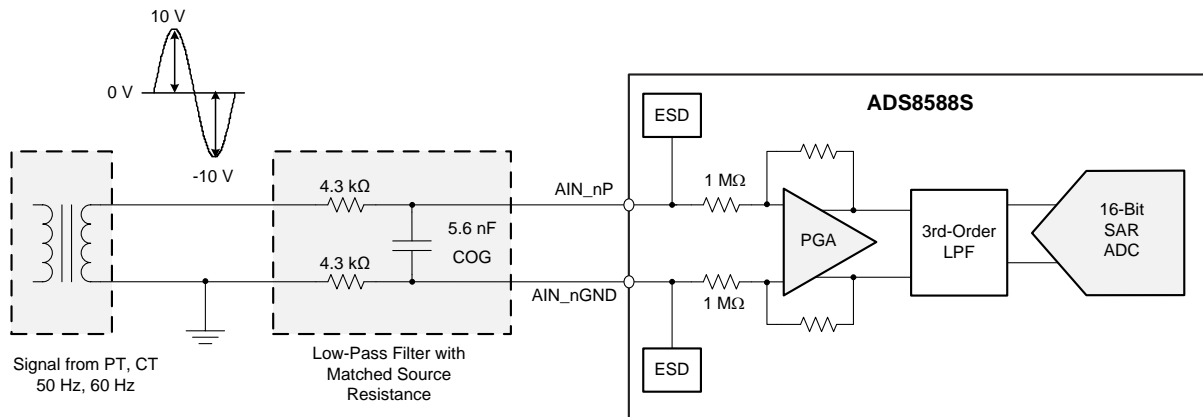 10 V
0 V
-10 V
Signal from PT, CT
50 Hz, 60 Hz
4.3 kΩ
5.6 nF
COG
4.3 kΩ
Low-Pass Filter with
Matched Source
Resistance
AIN_nP
AIN_nGND
ADS8588S
ESD
1 MΩ
PGA
1 MΩ
ESD
3rd-Order
LPF
16-Bit
SAR
ADC